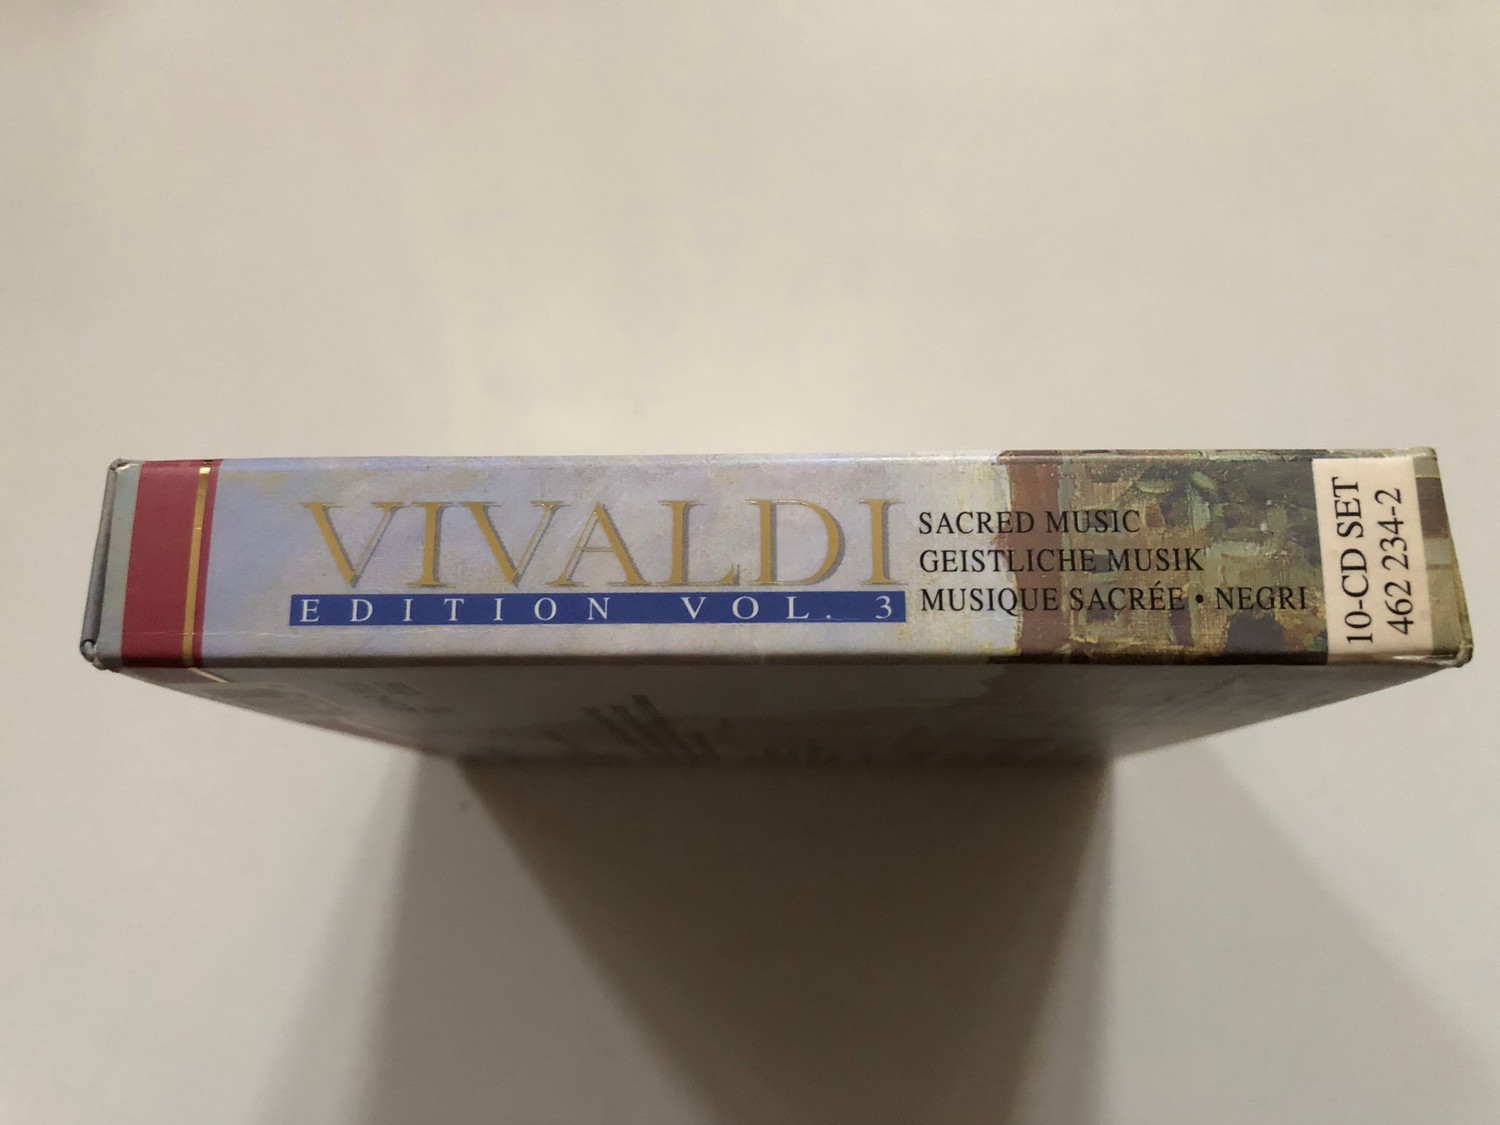 VIVALDI
EDITION VOL. 3
SACRED MUSIC
GEISTLICHE MUSIK
MUSIQUE SACRÉE • NEGRI
10-CD SET
462 234-2